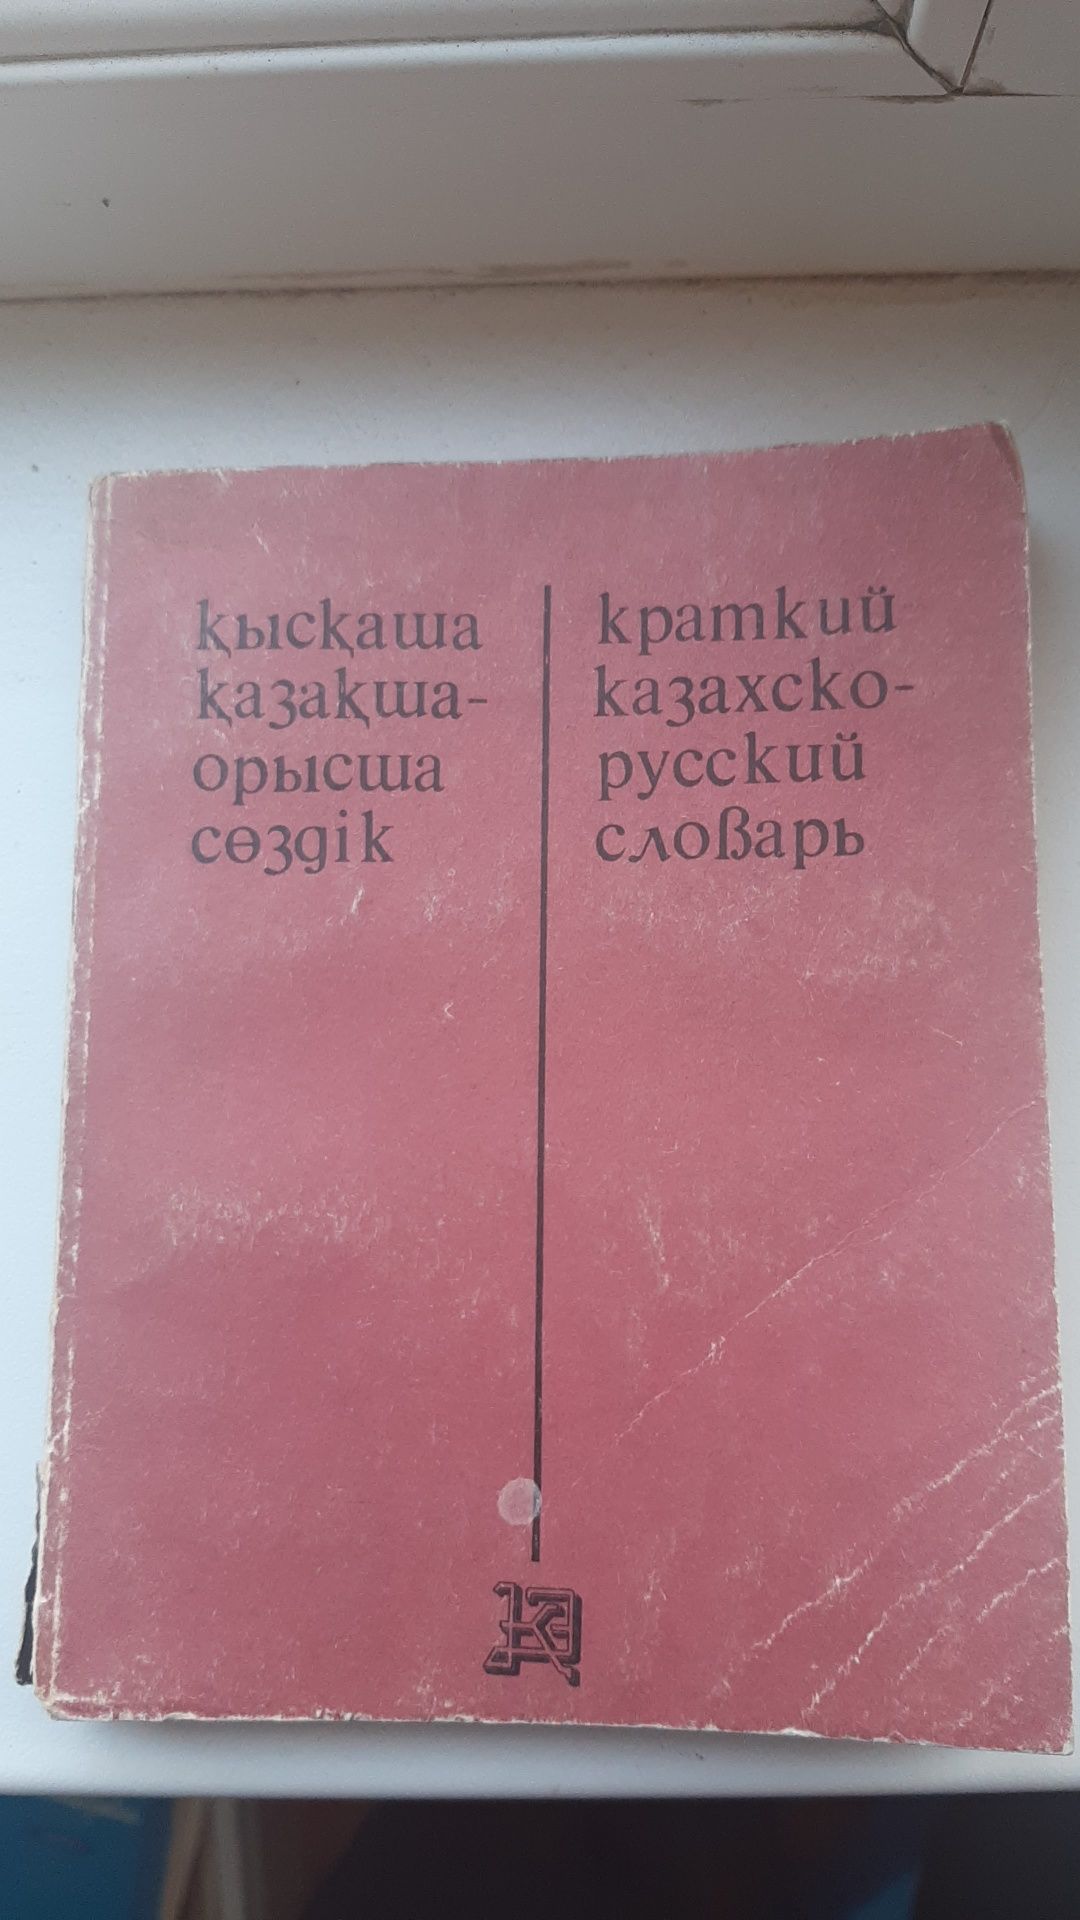 қысқаша
қазақша-
орысша
сөздік
краткий
казахско-
русский
словарь